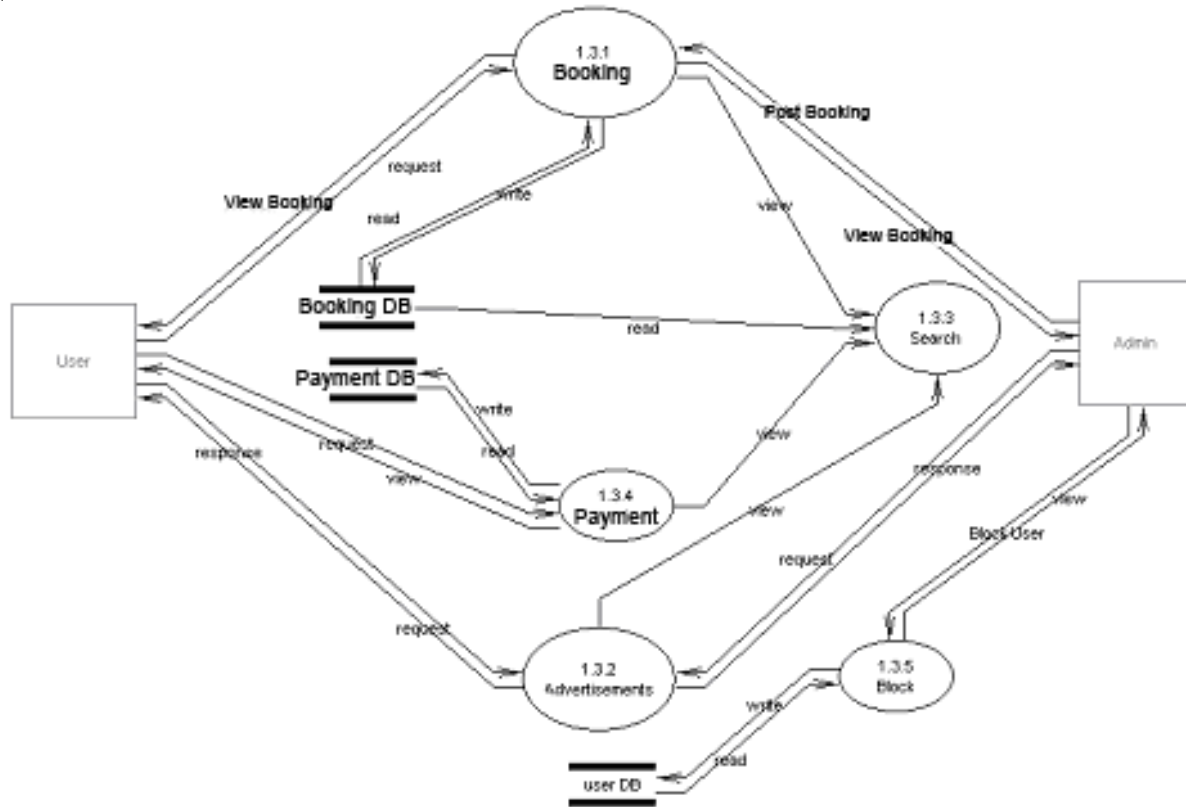 1.3.1
Booking
Post Booking
request
View Booking
write
read
view
View Booking
Booking DB
read
1.3.3
Search
User
Admin
Payment DB
write
read
request
view
view
response
response
1.3.4
Payment
view
view
Block User
request
request
1.3.2
Advertisements
1.3.5
Block
write
read
user DB